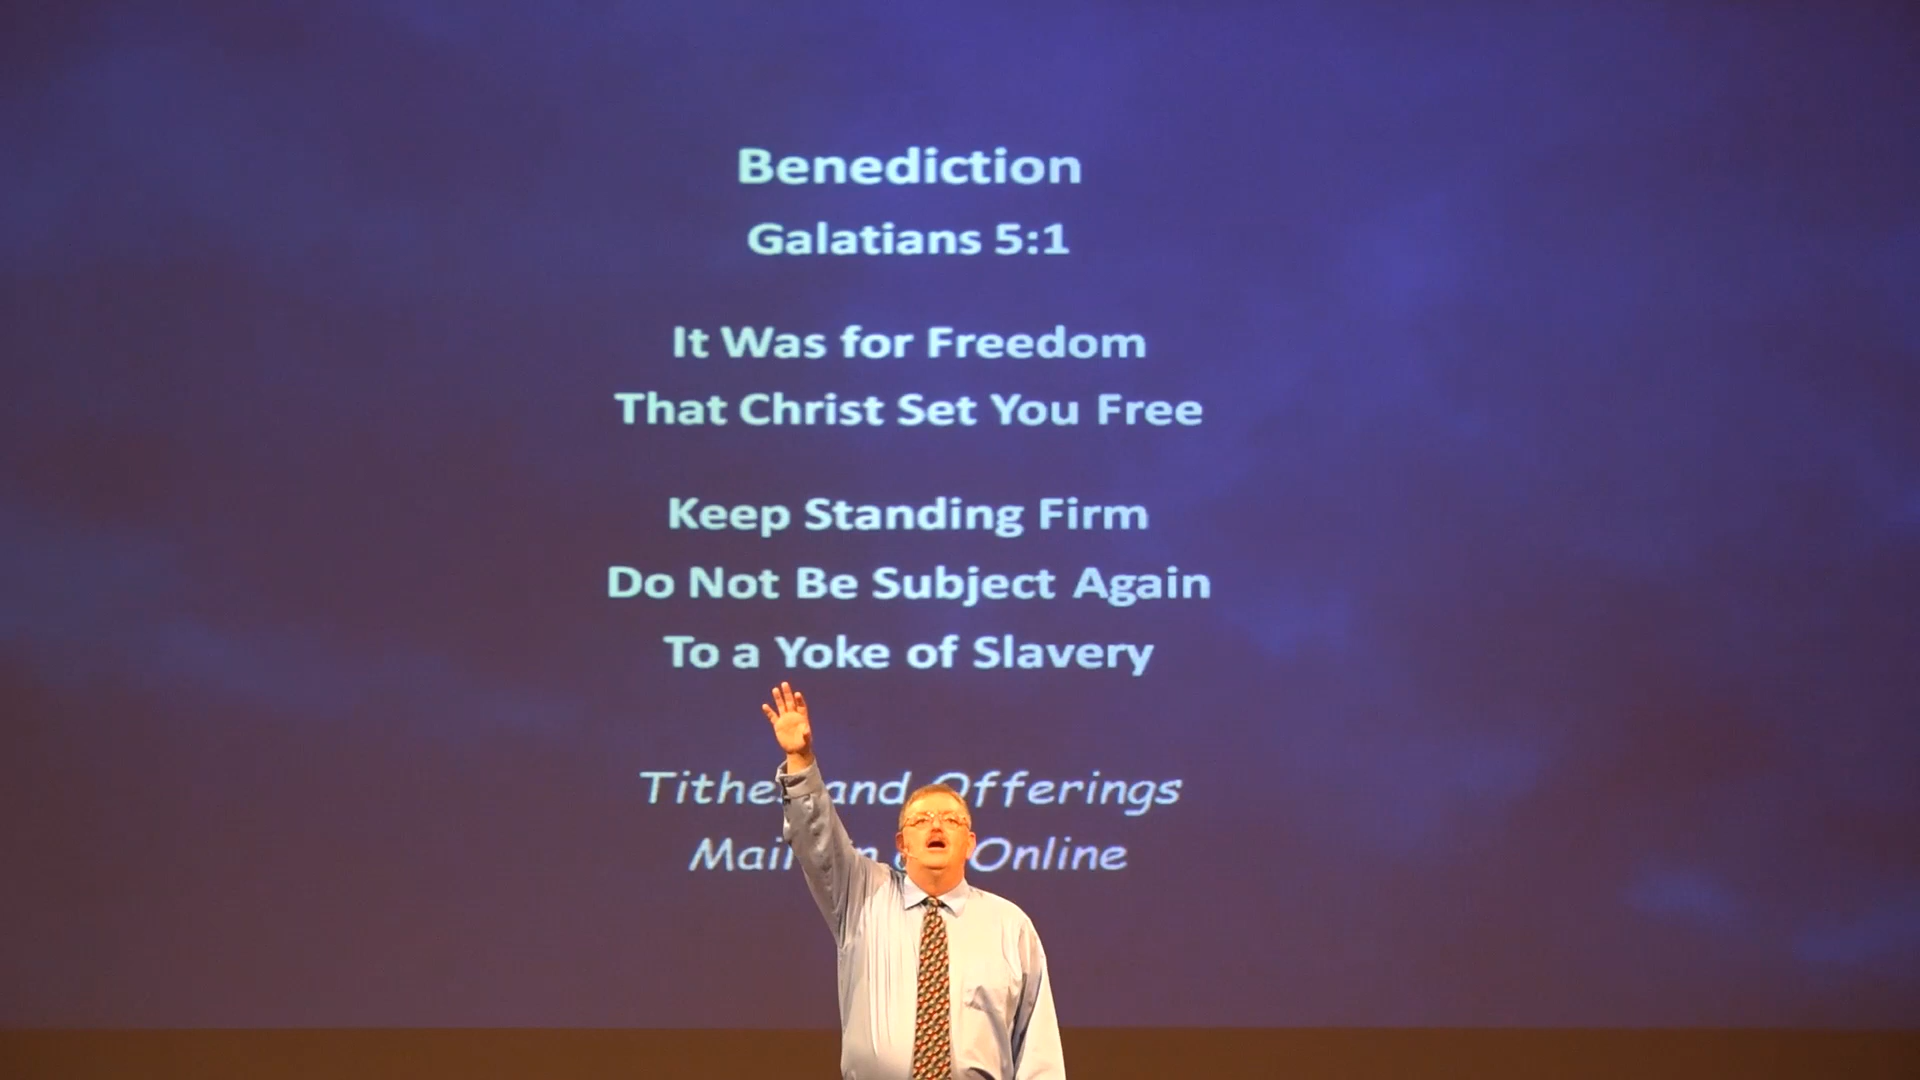 Benediction
Galatians 5:1
It Was for Freedom
That Christ Set You Free
Keep Standing Firm
Do Not Be Subject Again
To a Yoke of Slavery
Tithes and Offerings
Online